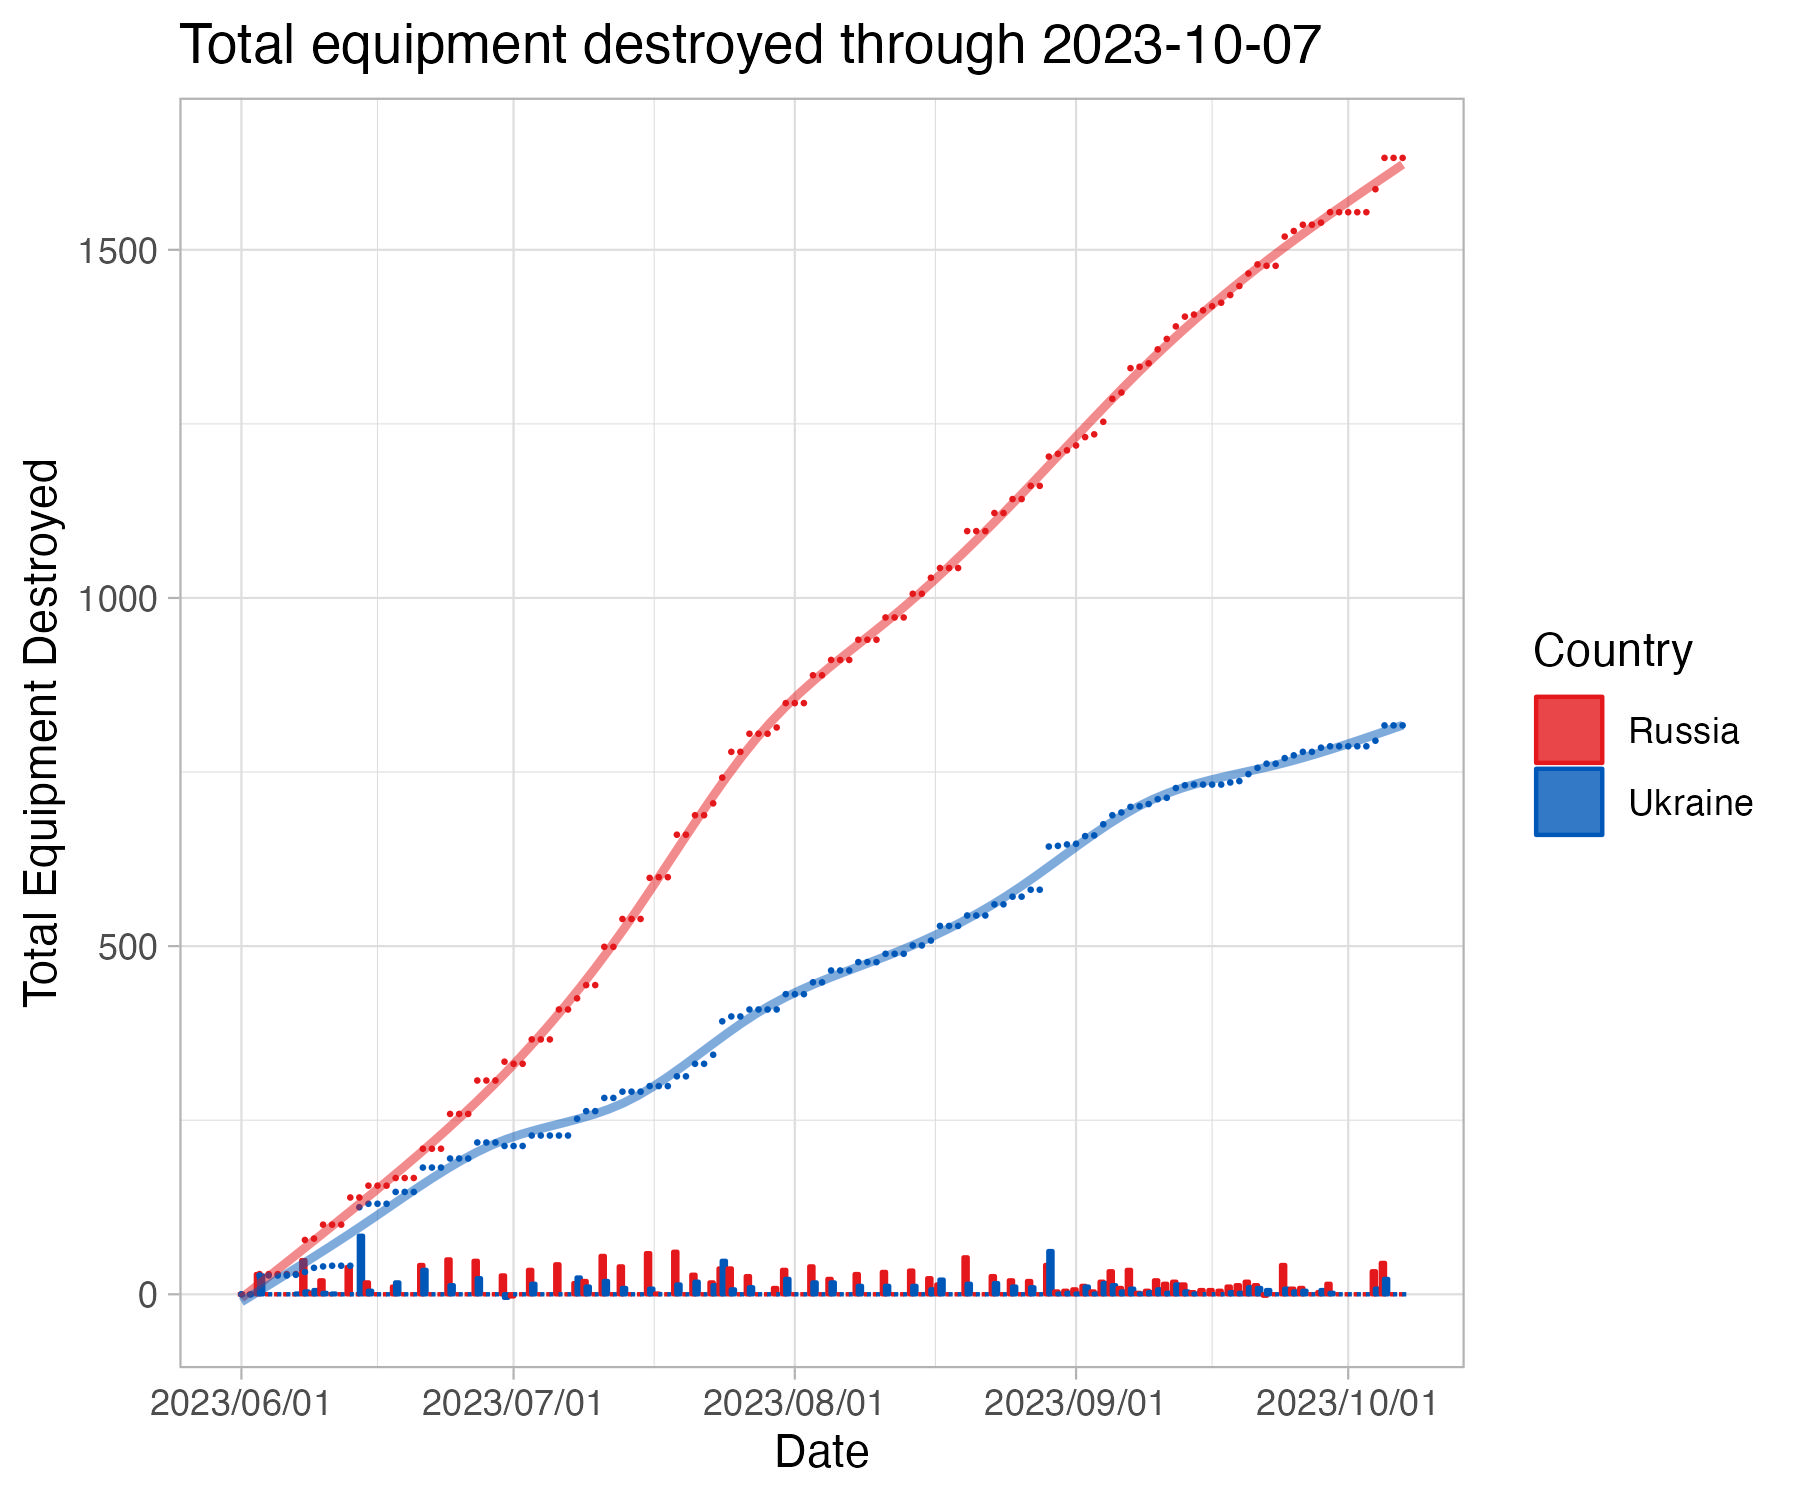 Total equipment destroyed through 2023-10-07
Total Equipment Destroyed
1500
1000
500
0
2023/06/01
2023/07/01
2023/08/01
2023/09/01
2023/10/01
Date
Country
Russia
Ukraine